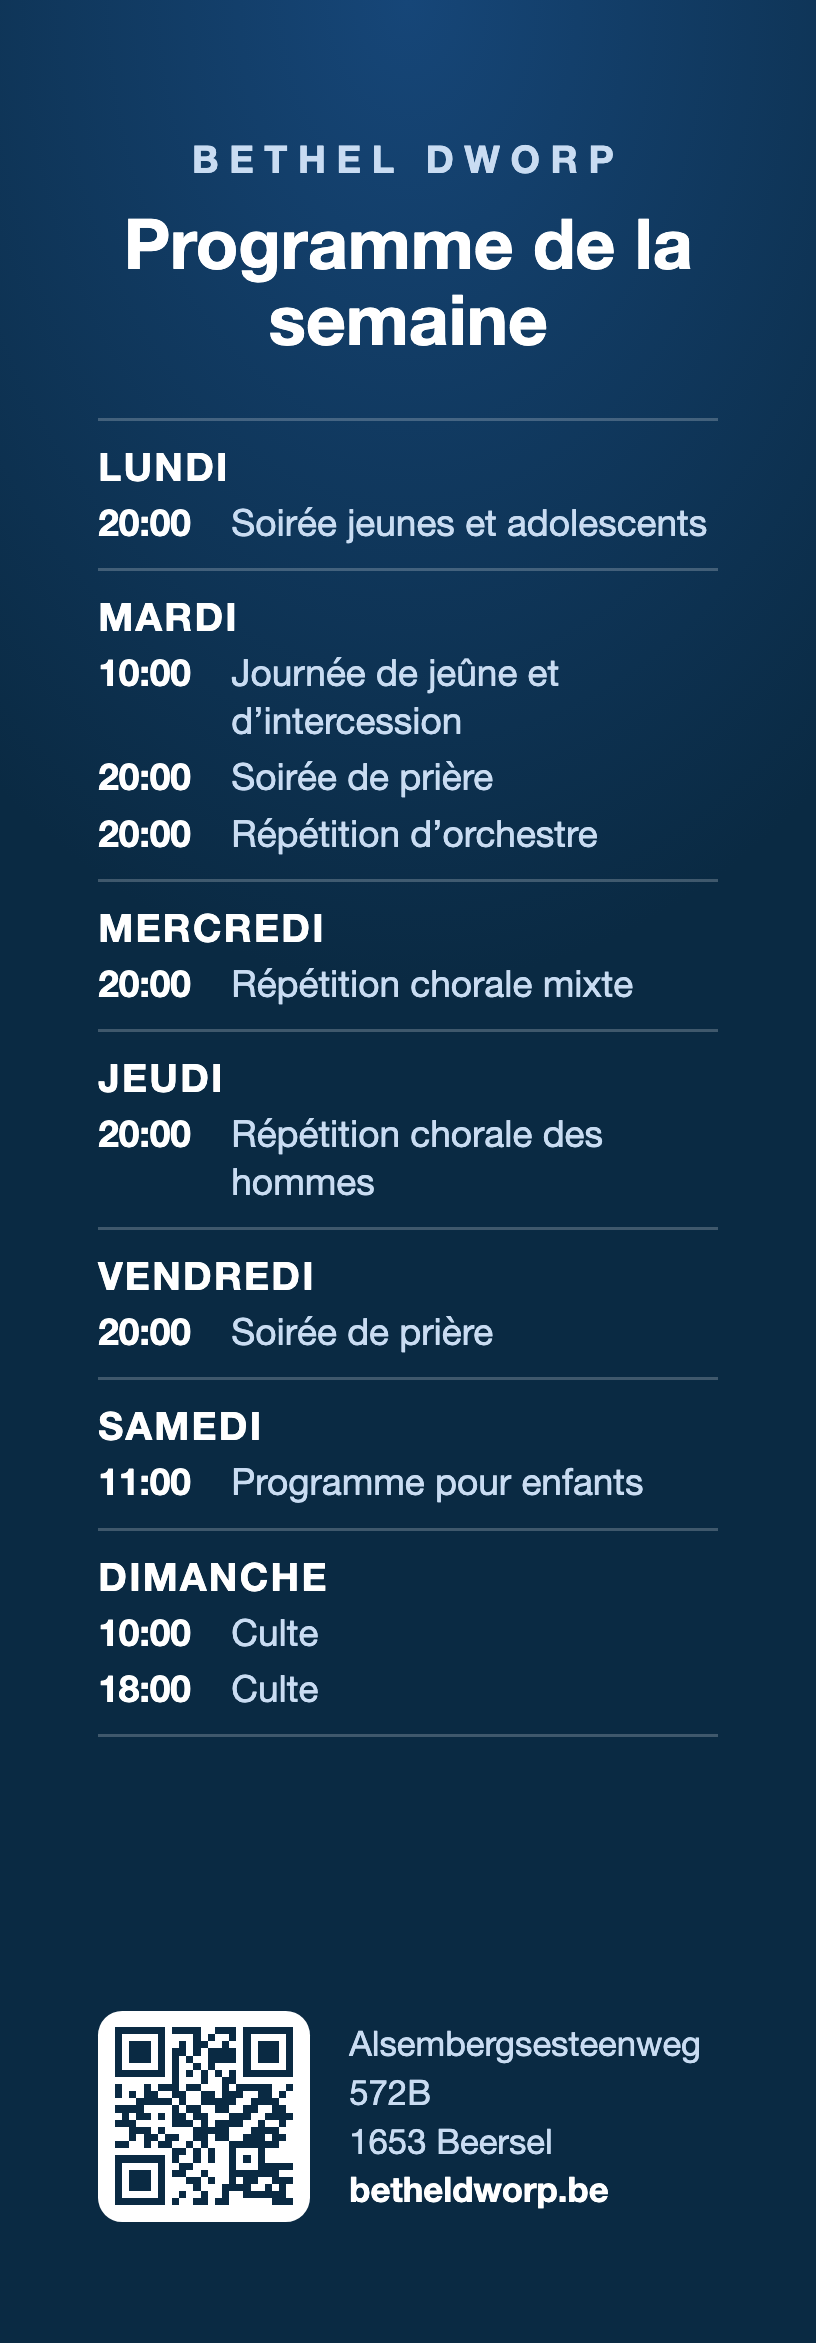 BETHEL DWORP
Programme de la
semaine
LUNDI
20:00 Soirée jeunes et adolescents
MARDI
10:00 Journée de jeûne et
d’intercession
20:00 Soirée de prière
20:00 Répétition d’orchestre
MERCREDI
20:00 Répétition chorale mixte
JEUDI
20:00 Répétition chorale des
hommes
VENDREDI
20:00 Soirée de prière
SAMEDI
11:00 Programme pour enfants
DIMANCHE
10:00 Culte
18:00 Culte
Alsembergsesteenweg
572B
1653 Beersel
betheldworp.be